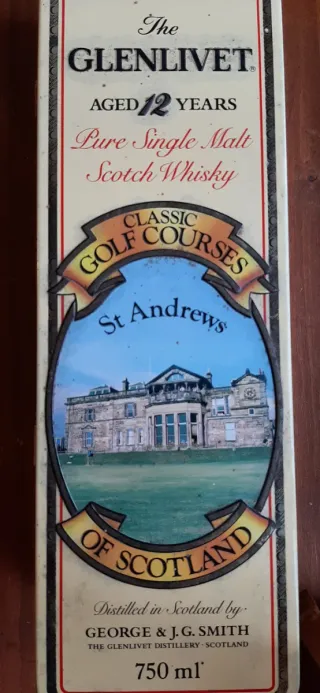 The
GLENLIVET®
AGED 12 YEARS
Pure Single Malt
Scotch Whisky
CLASSIC
GOLF COURSES
St Andrews
OF SCOTLAND
Distilled in Scotland by
GEORGE & J.G. SMITH
THE GLENLIVET DISTILLERY · SCOTLAND
750 ml